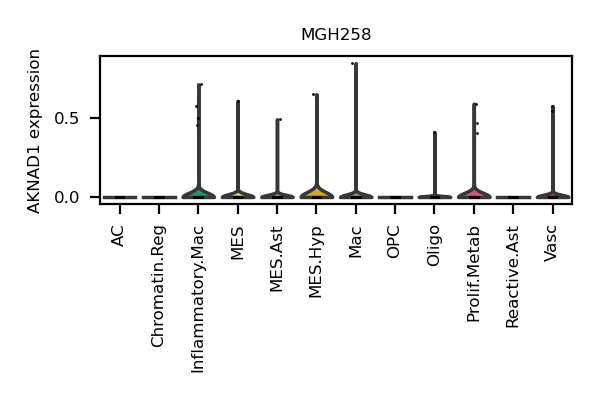 MGH258
AKNAD1 expression
0.5
0.0
AC
Chromatin.Reg
Inflammatory.Mac
MES
MES.Ast
MES.Hyp
Mac
OPC
Oligo
Prolif.Metab
Reactive.Ast
Vasc